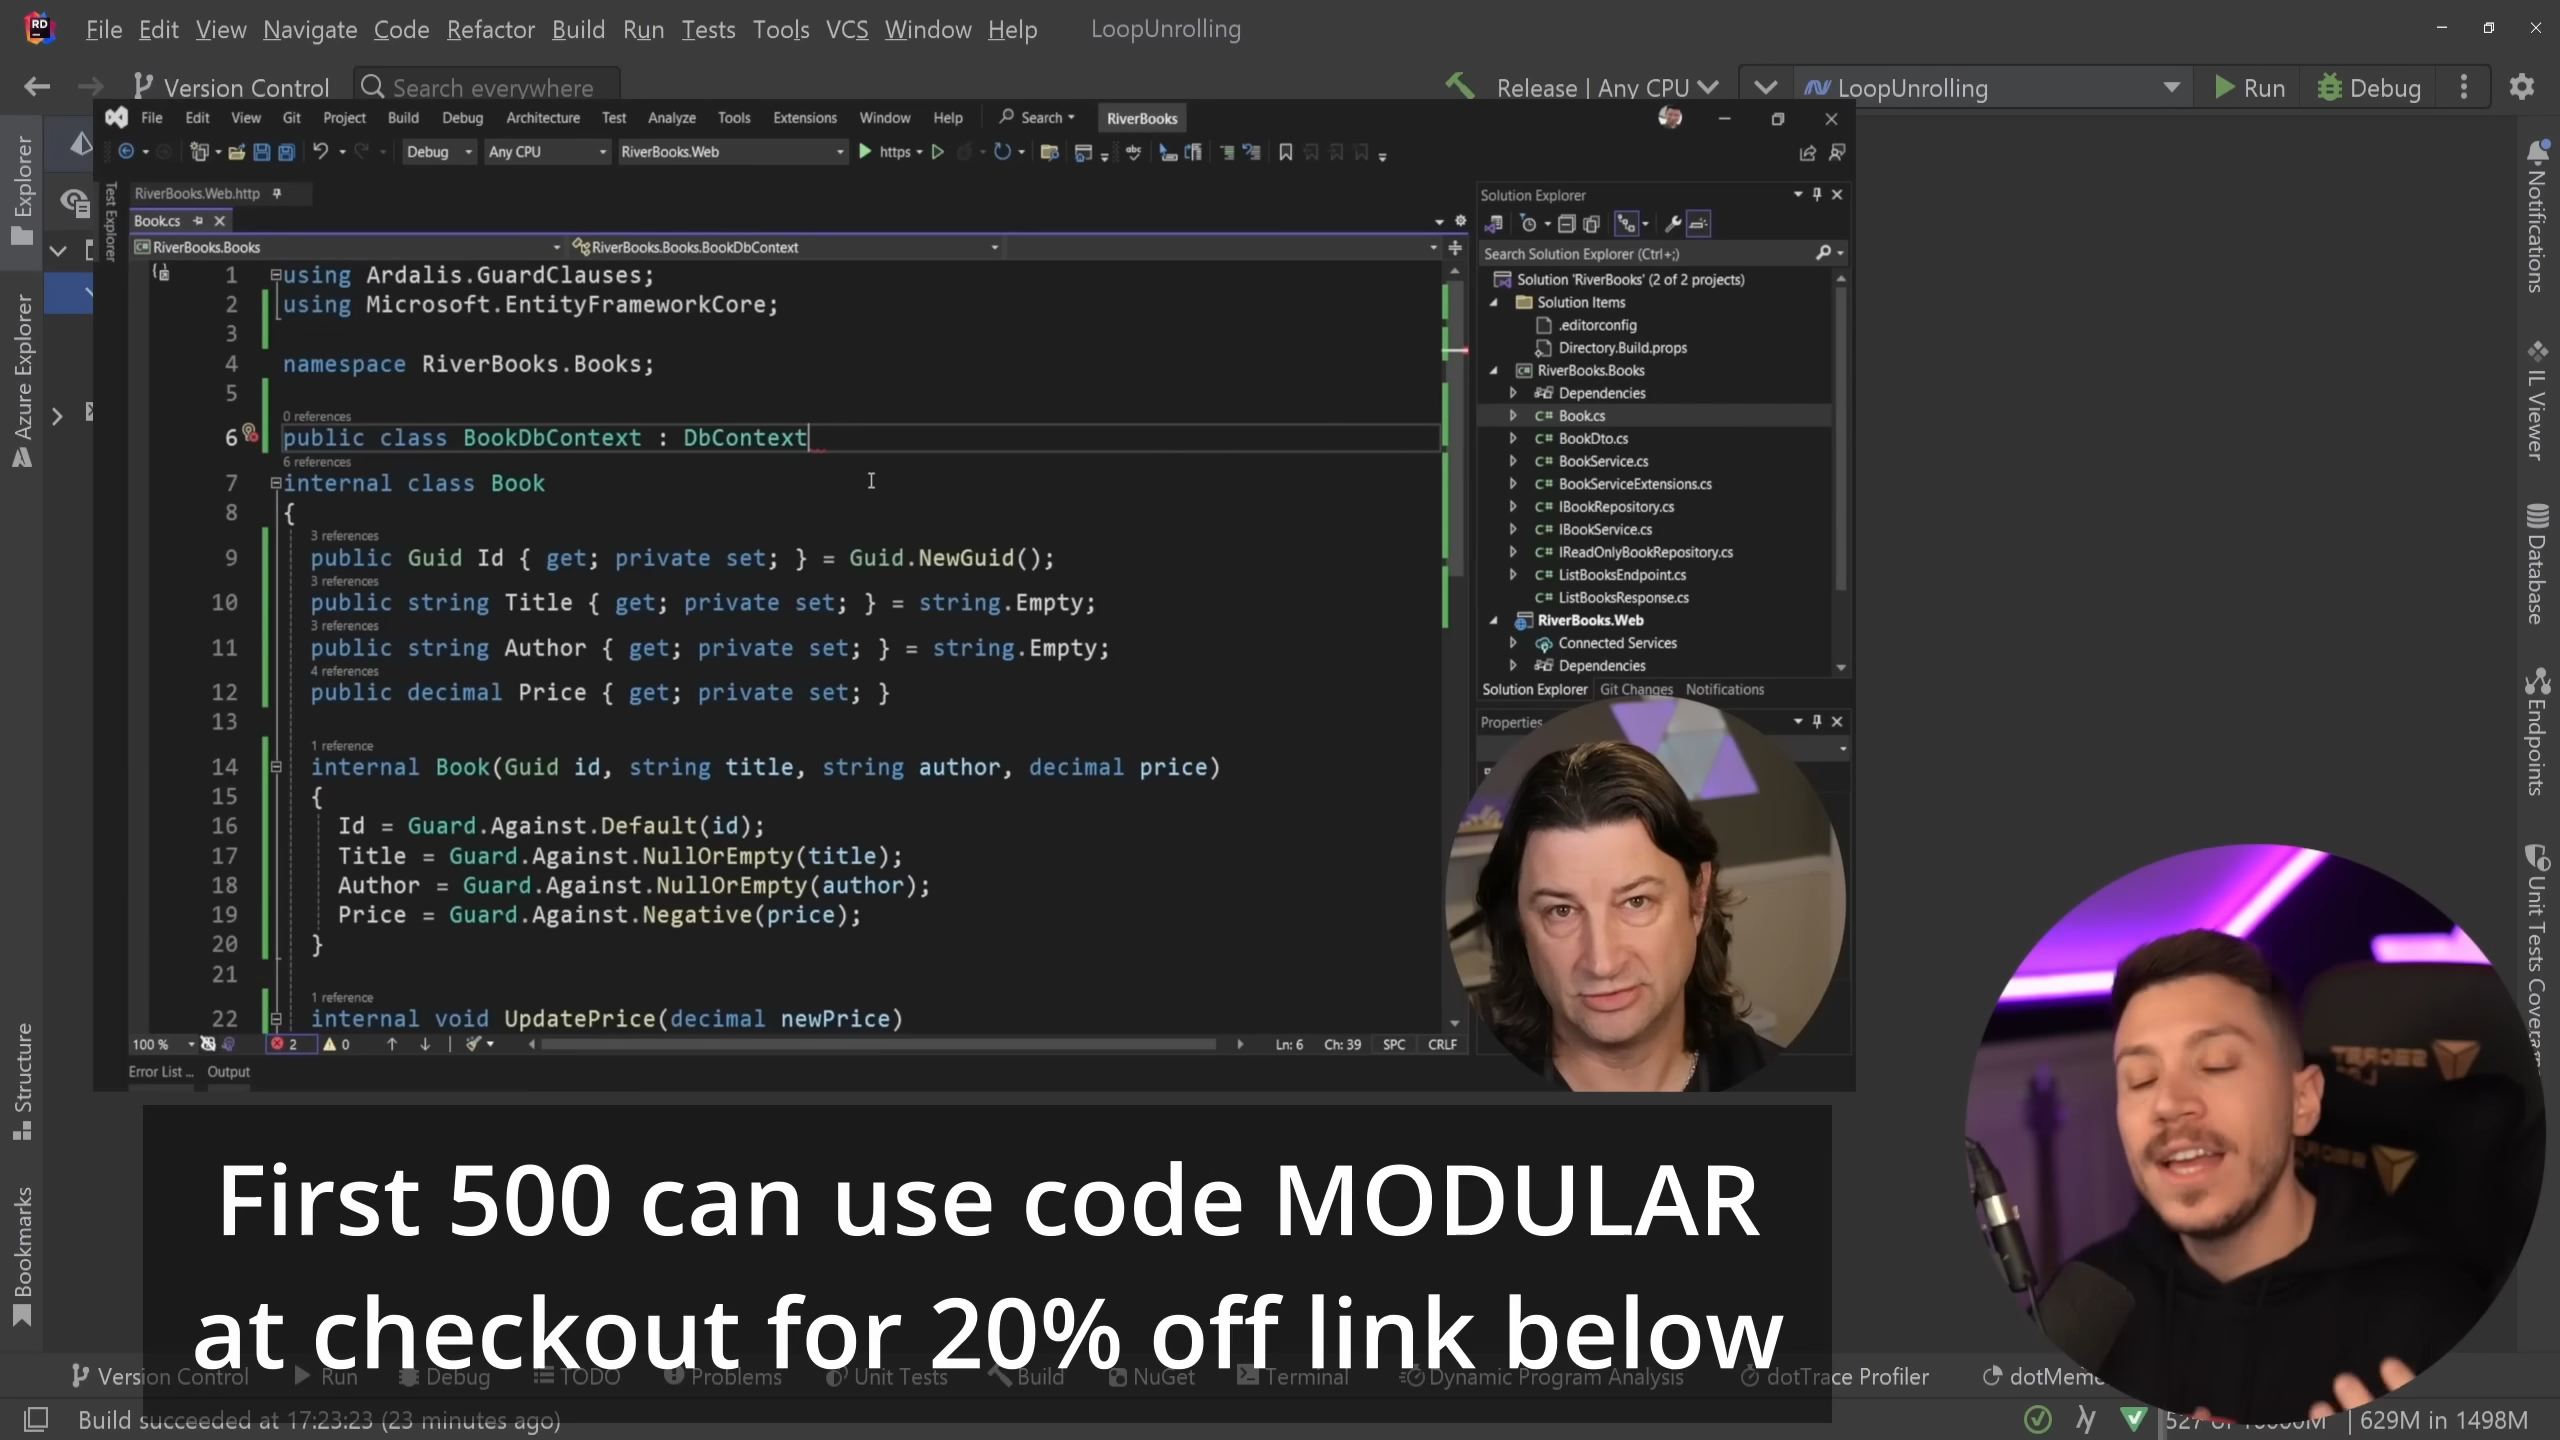 File Edit View Navigate Code Refactor Build Run Tests Tools VCS Window Help LoopUnrolling
Version Control Search everywhere Release | Any CPU LoopUnrolling Run Debug
File Edit View Git Project Build Debug Architecture Test Analyze Tools Extensions Window Help Search RiverBooks
Debug Any CPU RiverBooks.Web https
RiverBooks.Web.http
Book.cs
RiverBooks.Books RiverBooks.Books.BookDbContext
1 using Ardalis.GuardClauses;
2 using Microsoft.EntityFrameworkCore;
3
4 namespace RiverBooks.Books;
5
0 references
6 public class BookDbContext : DbContext
6 references
7 internal class Book
8 {
3 references
9 public Guid Id { get; private set; } = Guid.NewGuid();
3 references
10 public string Title { get; private set; } = string.Empty;
3 references
11 public string Author { get; private set; } = string.Empty;
4 references
12 public decimal Price { get; private set; }
13
1 reference
14 internal Book(Guid id, string title, string author, decimal price)
15 {
16 Id = Guard.Against.Default(id);
17 Title = Guard.Against.NullOrEmpty(title);
18 Author = Guard.Against.NullOrEmpty(author);
19 Price = Guard.Against.Negative(price);
20 }
21
1 reference
22 internal void UpdatePrice(decimal newPrice)
100 % 2 0 Ln: 6 Ch: 39 SPC CRLF
Error List ... Output
Solution Explorer
Search Solution Explorer (Ctrl+;)
Solution 'RiverBooks' (2 of 2 projects)
Solution Items
.editorconfig
Directory.Build.props
RiverBooks.Books
Dependencies
C# Book.cs
C# BookDto.cs
C# BookService.cs
C# BookServiceExtensions.cs
C# IBookRepository.cs
C# IBookService.cs
C# IReadOnlyBookRepository.cs
C# ListBooksEndpoint.cs
C# ListBooksResponse.cs
RiverBooks.Web
Connected Services
Dependencies
Solution Explorer Git Changes Notifications
Properties
Test Explorer
Explorer
Azure Explorer
Structure
Bookmarks
Notifications
IL Viewer
Database
Endpoints
Unit Tests
SECRET
First 500 can use code MODULAR
at checkout for 20% off link below
Version Control Run Debug TODO Problems Unit Tests Build NuGet Terminal Dynamic Program Analysis dotTrace Profiler
Build succeeded at 17:23:23 (23 minutes ago) 629M in 1498M